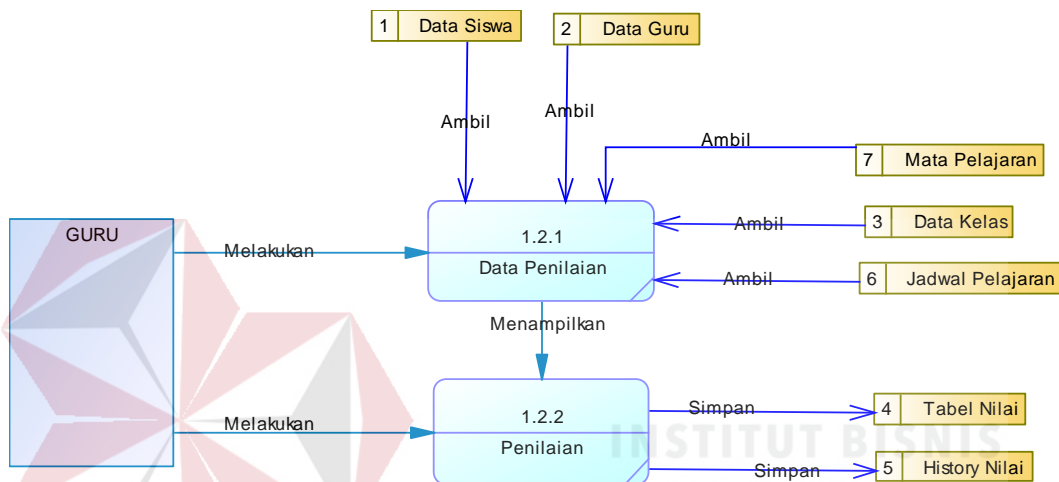 1 Data Siswa
2 Data Guru
Ambil
Ambil
Ambil
7 Mata Pelajaran
GURU
Melakukan
1.2.1
Data Penilaian
Ambil
3 Data Kelas
Ambil
6 Jadwal Pelajaran
Menampilkan
Melakukan
1.2.2
Penilaian
Simpan
4 Tabel Nilai
INSTITUT BISNIS
Simpan
5 History Nilai